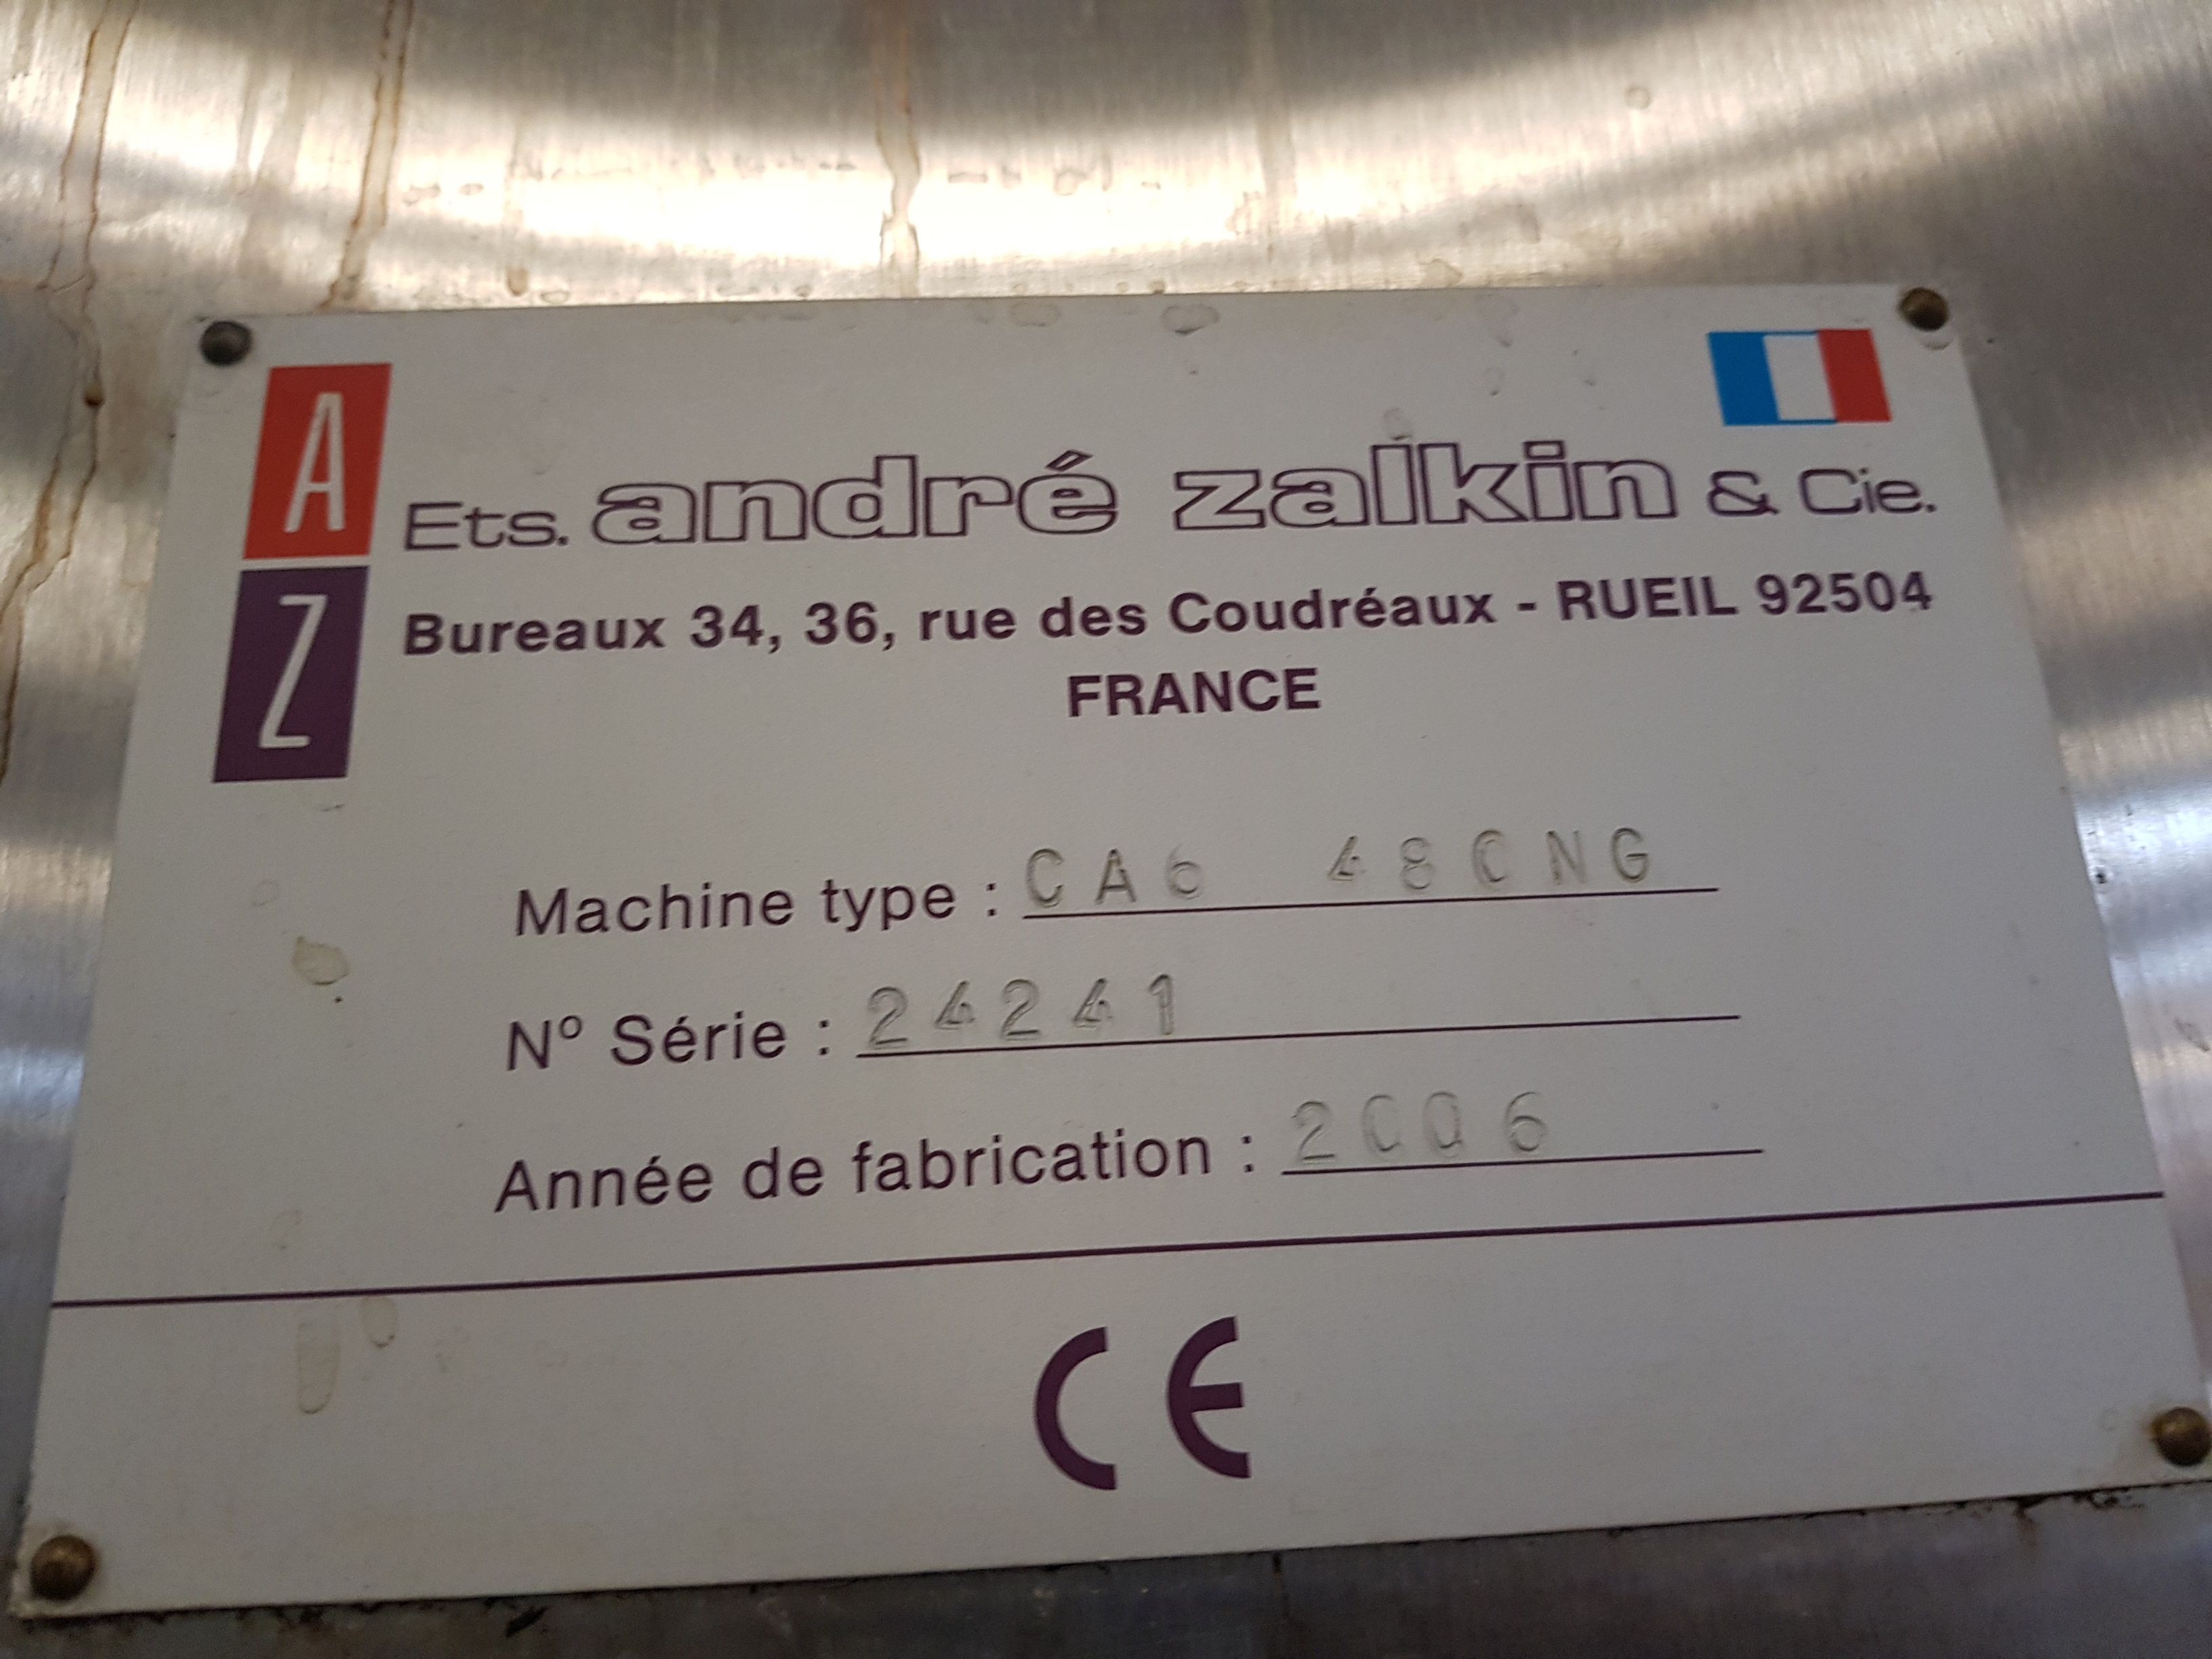 A
Z
Ets. andré zalkin & Cie.
Bureaux 34, 36, rue des Coudréaux - RUEIL 92504
FRANCE
Machine type : CA6 480NG
Nº Série : 24241
Année de fabrication : 2006
CE